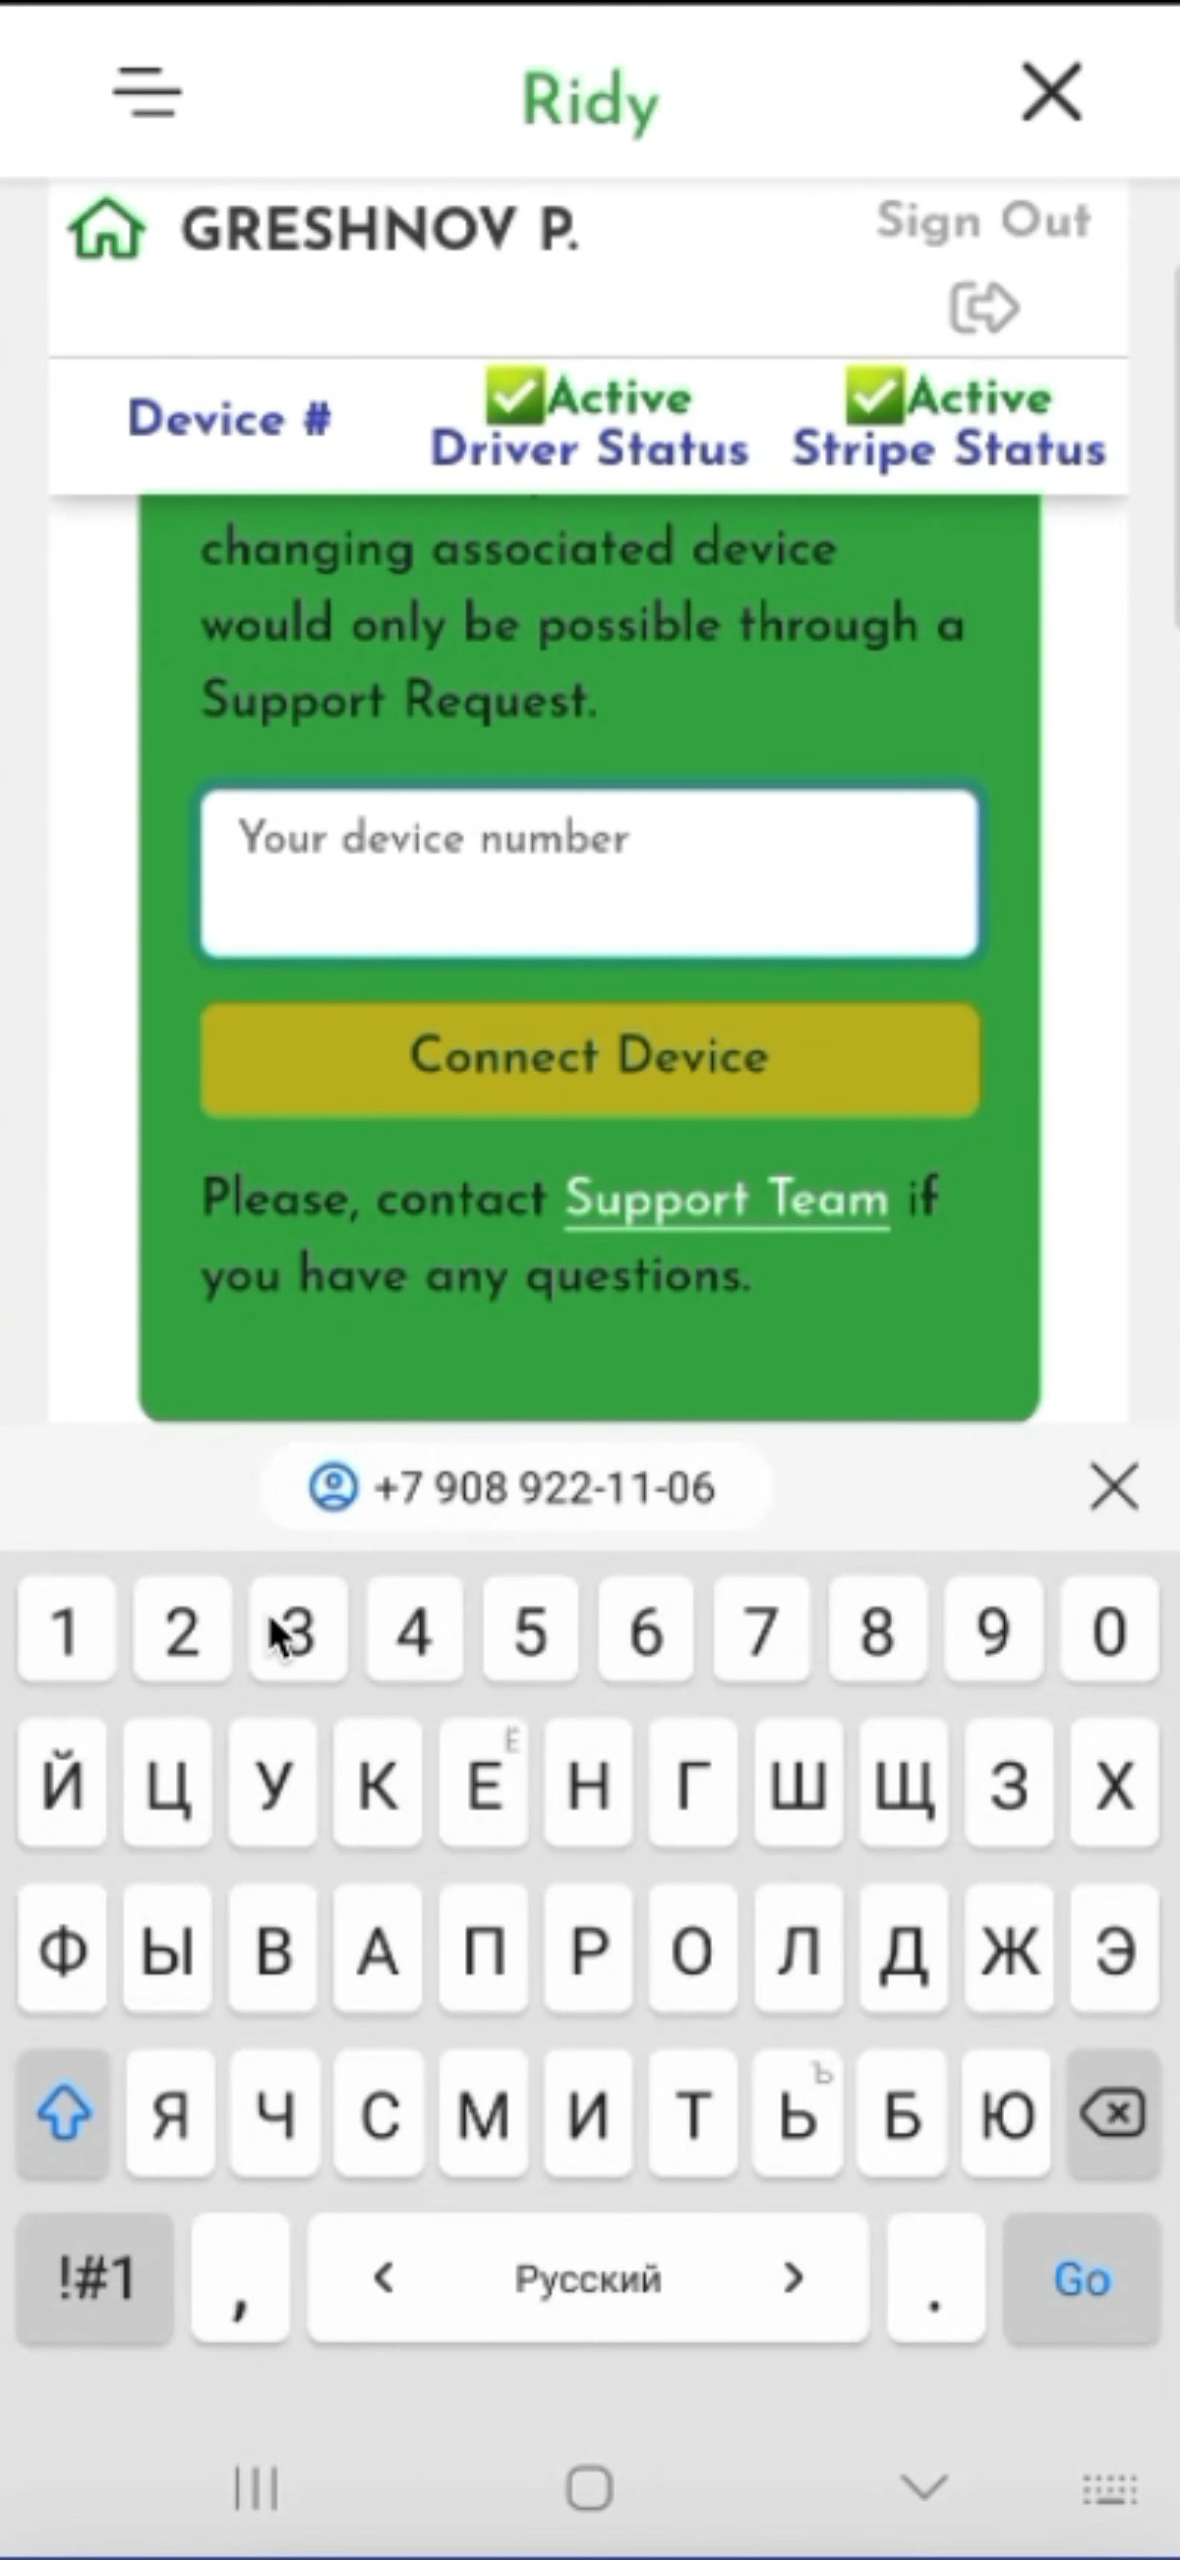 Ridy
GRESHNOV P.
Sign Out
Device #
✅Active
Driver Status
✅Active
Stripe Status
changing associated device
would only be possible through a
Support Request.
Your device number
Connect Device
Please, contact Support Team if
you have any questions.
+7 908 922-11-06
1 2 3 4 5 6 7 8 9 0
Й Ц У К Е Ё Н Г Ш Щ З Х
Ф Ы В А П Р О Л Д Ж Э
Я Ч С М И Т Ь Ъ Б Ю
!#1 , < Русский > . Go